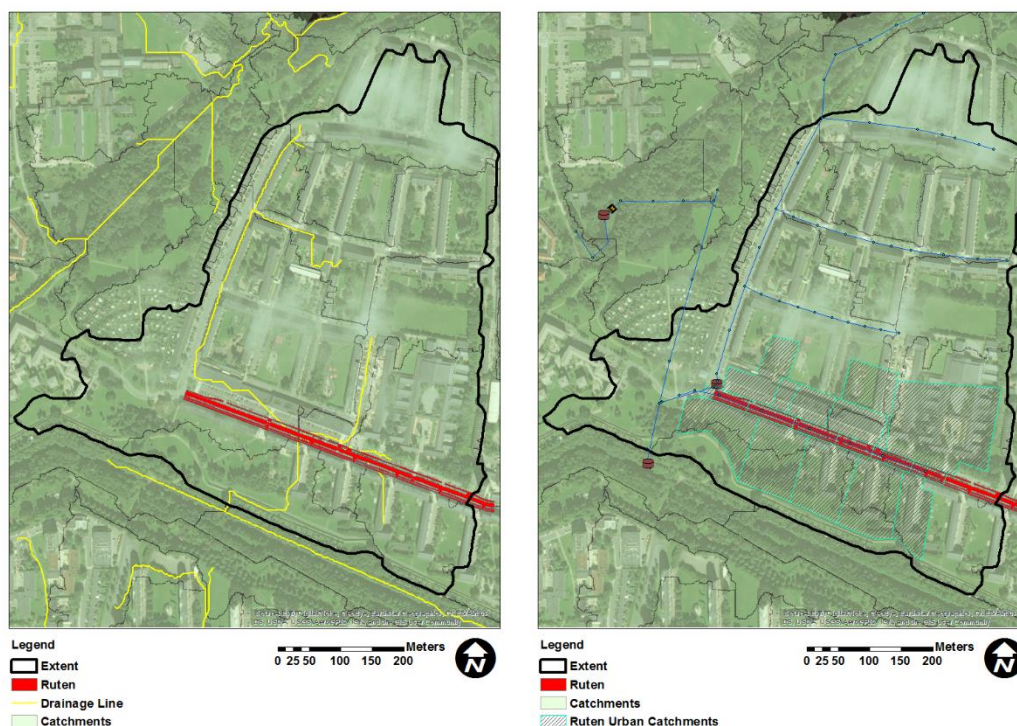 Legend
Extent
Ruten
Drainage Line
Catchments
Meters
0 25 50 100 150 200
N
Legend
Extent
Ruten
Catchments
Ruten Urban Catchments
Meters
0 25 50 100 150 200
N